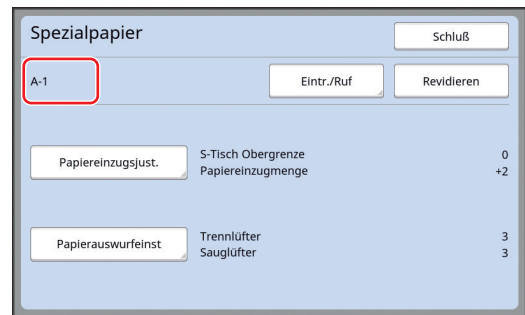 Spezialpapier
Schluß
A-1
Eintr./Ruf
Revidieren
Papiereinzugsjust.
S-Tisch Obergrenze 0
Papiereinzugmenge +2
Papierauswurfeinst
Trennlüfter 3
Sauglüfter 3